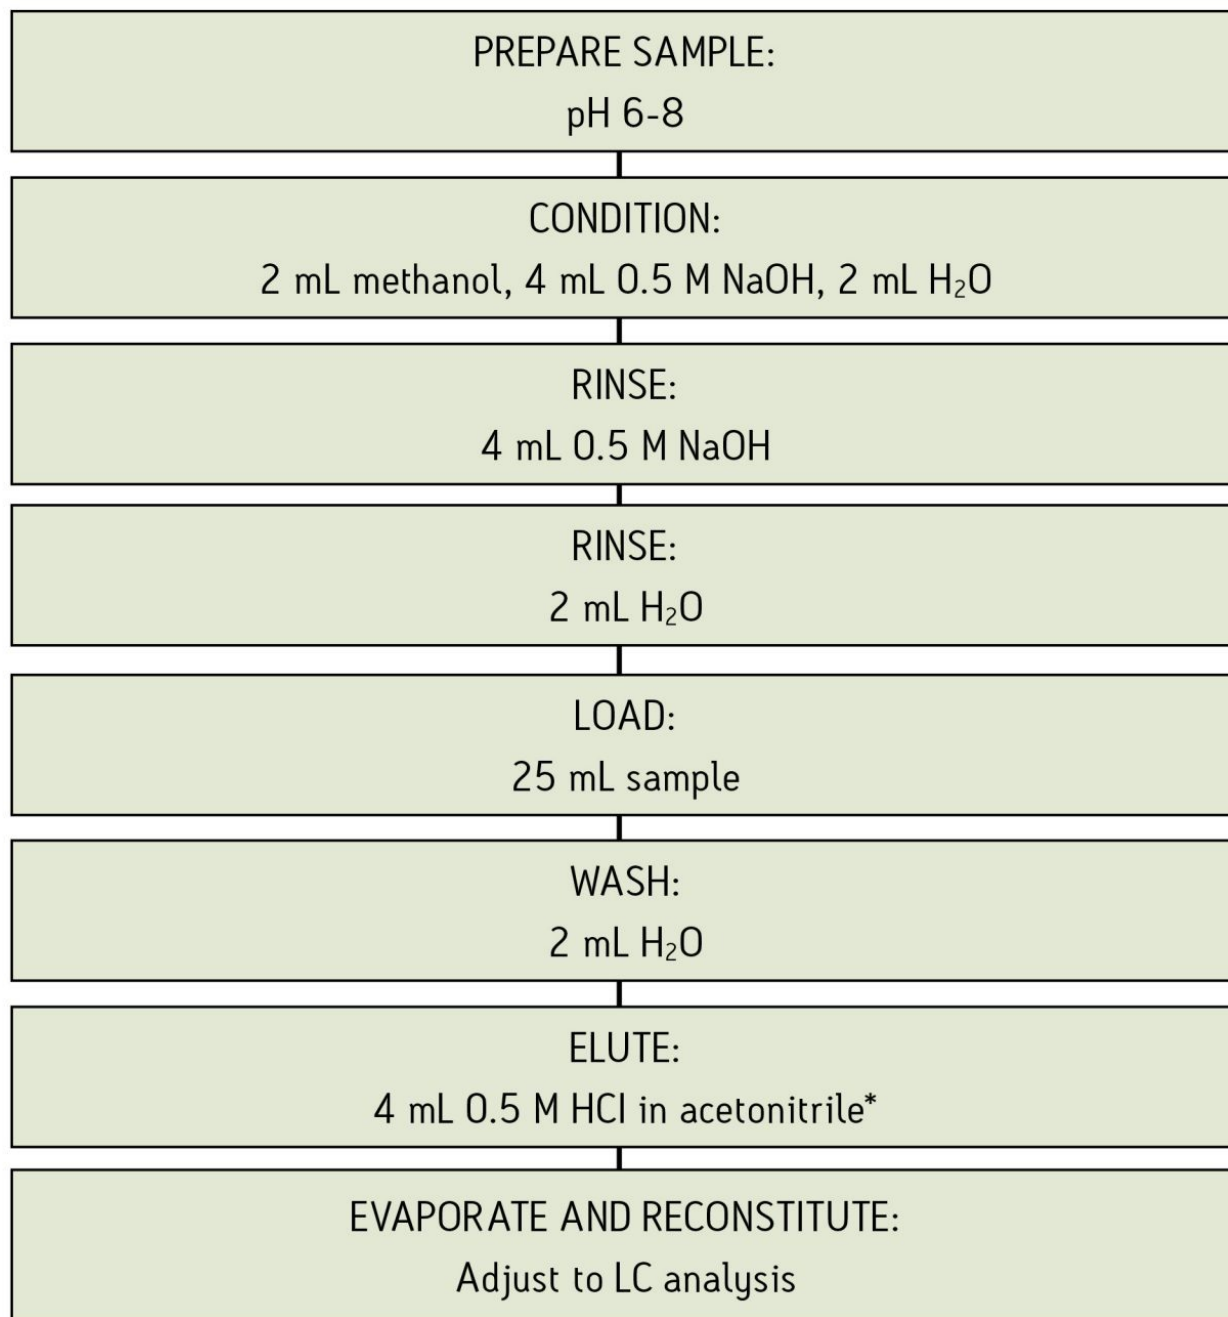 PREPARE SAMPLE:
pH 6-8
CONDITION:
2 mL methanol, 4 mL 0.5 M NaOH, 2 mL H₂O
RINSE:
4 mL 0.5 M NaOH
RINSE:
2 mL H₂O
LOAD:
25 mL sample
WASH:
2 mL H₂O
ELUTE:
4 mL 0.5 M HCl in acetonitrile*
EVAPORATE AND RECONSTITUTE:
Adjust to LC analysis